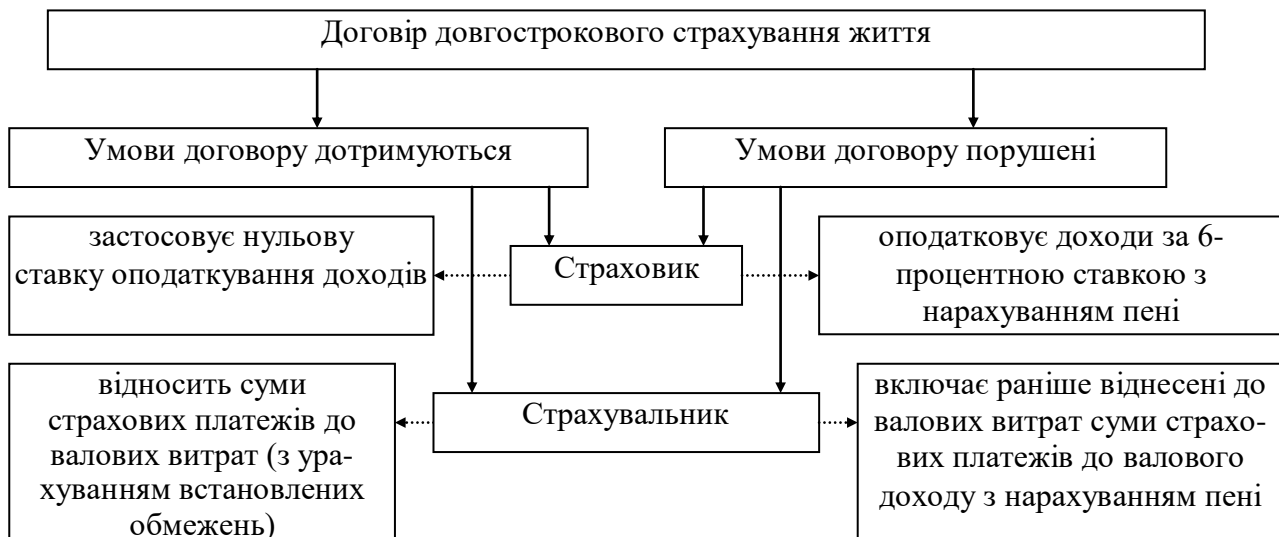 Договір довгострокового страхування життя
Умови договору дотримуються
Умови договору порушені
застосовує нульову
ставку оподаткування доходів
Страховик
оподатковує доходи за 6-
процентною ставкою з
нарахуванням пені
відносить суми
страхових платежів до
валових витрат (з ура-
хуванням встановлених
обмежень)
Страхувальник
включає раніше віднесені до
валових витрат суми страхо-
вих платежів до валового
доходу з нарахуванням пені